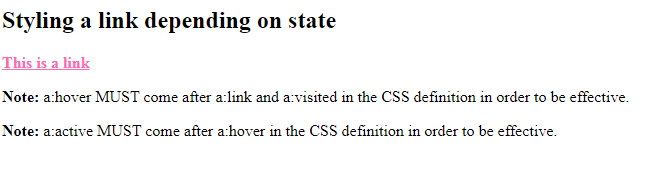 Styling a link depending on state
This is a link
Note: a:hover MUST come after a:link and a:visited in the CSS definition in order to be effective.
Note: a:active MUST come after a:hover in the CSS definition in order to be effective.